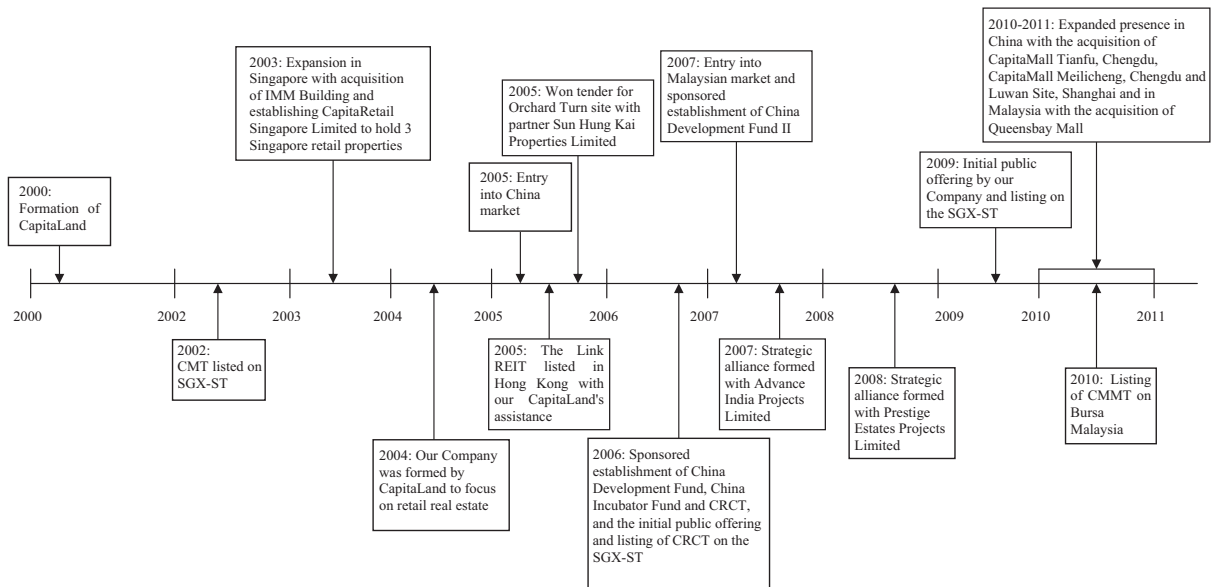 2000:
Formation of
CapitaLand
2003: Expansion in
Singapore with acquisition
of IMM Building and
establishing CapitaRetail
Singapore Limited to hold 3
Singapore retail properties
2005: Entry
into China
market
2005: Won tender for
Orchard Turn site with
partner Sun Hung Kai
Properties Limited
2007: Entry into
Malaysian market and
sponsored
establishment of China
Development Fund II
2009: Initial public
offering by our
Company and listing on
the SGX-ST
2010-2011: Expanded presence in
China with the acquisition of
CapitaMall Tianfu, Chengdu,
CapitaMall Meilicheng, Chengdu and
Luwan Site, Shanghai and in
Malaysia with the acquisition of
Queensbay Mall
2000
2002
2003
2004
2005
2006
2007
2008
2009
2010
2011
2002:
CMT listed on
SGX-ST
2004: Our Company
was formed by
CapitaLand to focus
on retail real estate
2005: The Link
REIT listed in
Hong Kong with
our CapitaLand's
assistance
2006: Sponsored
establishment of China
Development Fund, China
Incubator Fund and CRCT,
and the initial public offering
and listing of CRCT on the
SGX-ST
2007: Strategic
alliance formed
with Advance
India Projects
Limited
2008: Strategic
alliance formed
with Prestige
Estates Projects
Limited
2010: Listing
of CMMT on
Bursa
Malaysia